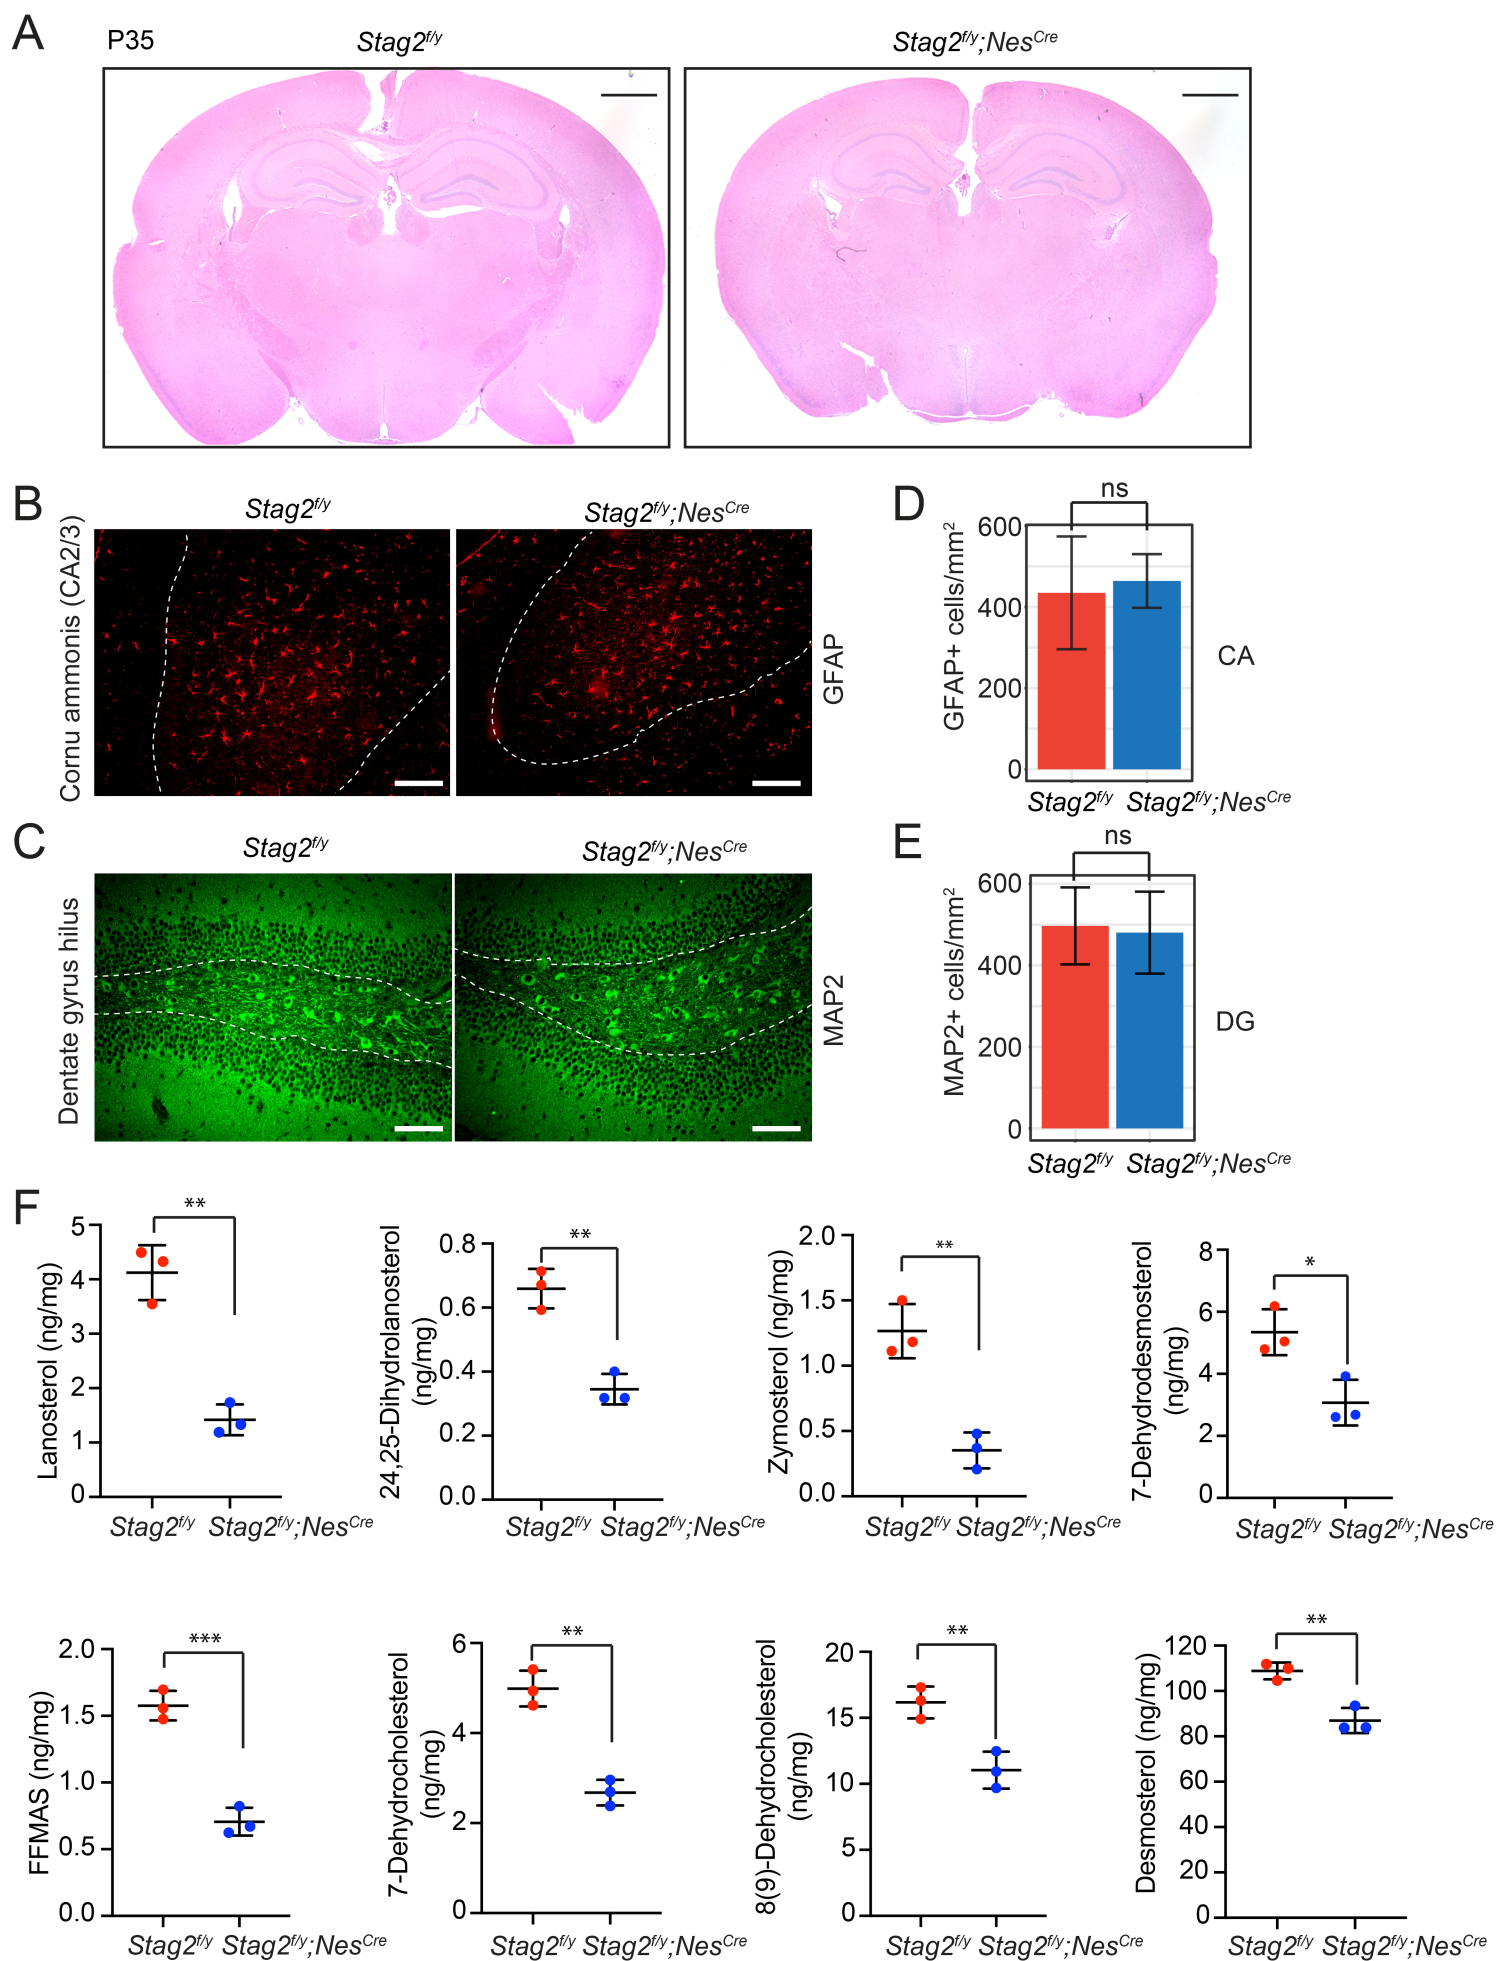 A
P35
Stag2f/y
Stag2f/y;NesCre
B
Stag2f/y
Stag2f/y;NesCre
Cornu ammonis (CA2/3)
GFAP
D
ns
GFAP+ cells/mm2
600
400
200
0
CA
Stag2f/y
Stag2f/y;NesCre
C
Stag2f/y
Stag2f/y;NesCre
Dentate gyrus hilus
MAP2
E
ns
MAP2+ cells/mm2
600
400
200
0
DG
Stag2f/y
Stag2f/y;NesCre
F
**
Lanosterol (ng/mg)
5
4
3
2
1
0
Stag2f/y
Stag2f/y;NesCre
**
24,25-Dihydrolanosterol
(ng/mg)
0.8
0.6
0.4
0.2
0.0
Stag2f/y
Stag2f/y;NesCre
**
Zymosterol (ng/mg)
2.0
1.5
1.0
0.5
0.0
Stag2f/y
Stag2f/y;NesCre
*
7-Dehydrodesmosterol
(ng/mg)
8
6
4
2
0
Stag2f/y
Stag2f/y;NesCre
***
FFMAS (ng/mg)
2.0
1.5
1.0
0.5
0.0
Stag2f/y
Stag2f/y;NesCre
**
7-Dehydrocholesterol
(ng/mg)
6
4
2
0
Stag2f/y
Stag2f/y;NesCre
**
8(9)-Dehydrocholesterol
(ng/mg)
20
15
10
5
0
Stag2f/y
Stag2f/y;NesCre
**
Desmosterol (ng/mg)
120
100
80
60
40
20
0
Stag2f/y
Stag2f/y;NesCre